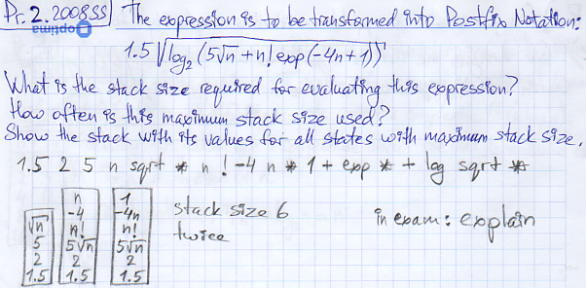 Pr. 2. 2008SS The expression is to be transformed into Postfix Notation:
optima
1.5 √(log₂ (5√n + n! exp(-4n + 1)))
What is the stack size required for evaluating this expression?
How often is this maximum stack size used?
Show the stack with its values for all states with maximum stack size.
1.5 2 5 n sqrt * n ! -4 n * 1 + exp * + log sqrt *
√n
5
2
1.5
n
-4
n!
5√n
2
1.5
1
-4n
n!
5√n
2
1.5
stack size 6
twice
in exam: explain